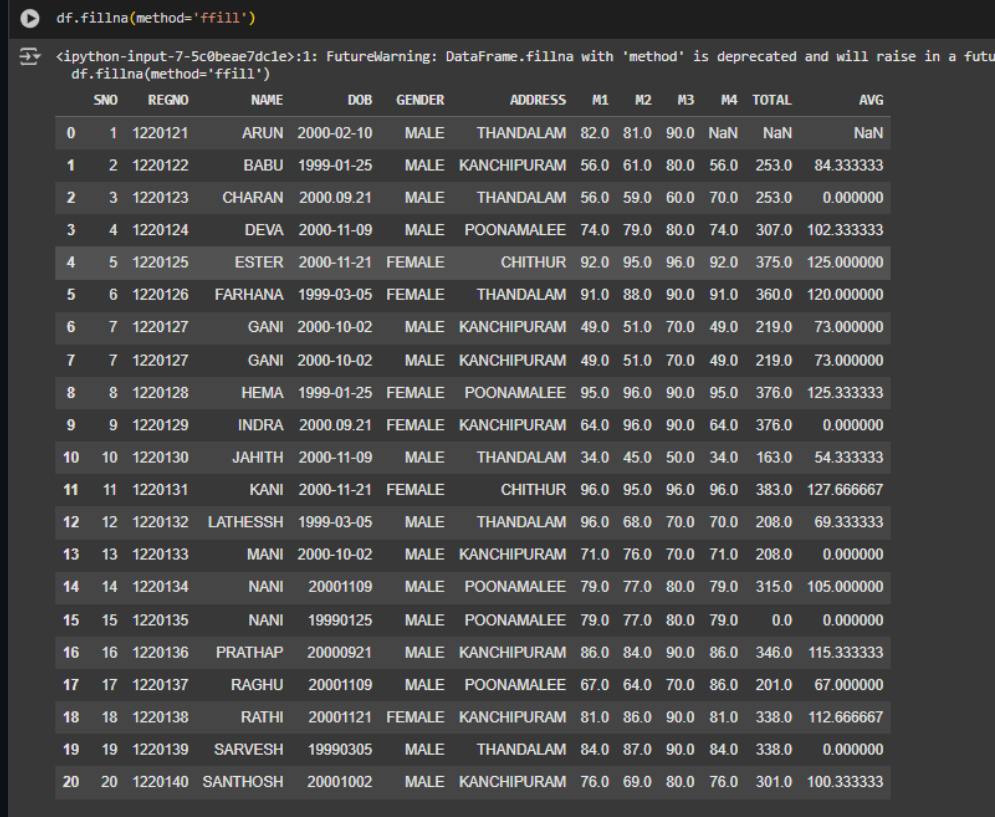 df.fillna(method='ffill')
<ipython-input-7-5c0beae7dc1e>:1: FutureWarning: DataFrame.fillna with 'method' is deprecated and will raise in a futu
df.fillna(method='ffill')
SNO REGNO NAME DOB GENDER ADDRESS M1 M2 M3 M4 TOTAL AVG
0 1 1220121 ARUN 2000-02-10 MALE THANDALAM 82.0 81.0 90.0 NaN NaN NaN
1 2 1220122 BABU 1999-01-25 MALE KANCHIPURAM 56.0 61.0 80.0 56.0 253.0 84.333333
2 3 1220123 CHARAN 2000.09.21 MALE THANDALAM 56.0 59.0 60.0 70.0 253.0 0.000000
3 4 1220124 DEVA 2000-11-09 MALE POONAMALEE 74.0 79.0 80.0 74.0 307.0 102.333333
4 5 1220125 ESTER 2000-11-21 FEMALE CHITHUR 92.0 95.0 96.0 92.0 375.0 125.000000
5 6 1220126 FARHANA 1999-03-05 FEMALE THANDALAM 91.0 88.0 90.0 91.0 360.0 120.000000
6 7 1220127 GANI 2000-10-02 MALE KANCHIPURAM 49.0 51.0 70.0 49.0 219.0 73.000000
7 7 1220127 GANI 2000-10-02 MALE KANCHIPURAM 49.0 51.0 70.0 49.0 219.0 73.000000
8 8 1220128 HEMA 1999-01-25 FEMALE POONAMALEE 95.0 96.0 90.0 95.0 376.0 125.333333
9 9 1220129 INDRA 2000.09.21 FEMALE KANCHIPURAM 64.0 96.0 90.0 64.0 376.0 0.000000
10 10 1220130 JAHITH 2000-11-09 MALE THANDALAM 34.0 45.0 50.0 34.0 163.0 54.333333
11 11 1220131 KANI 2000-11-21 FEMALE CHITHUR 96.0 95.0 96.0 96.0 383.0 127.666667
12 12 1220132 LATHESSH 1999-03-05 MALE THANDALAM 96.0 68.0 70.0 70.0 208.0 69.333333
13 13 1220133 MANI 2000-10-02 MALE KANCHIPURAM 71.0 76.0 70.0 71.0 208.0 0.000000
14 14 1220134 NANI 20001109 MALE POONAMALEE 79.0 77.0 80.0 79.0 315.0 105.000000
15 15 1220135 NANI 19990125 MALE POONAMALEE 79.0 77.0 80.0 79.0 0.0 0.000000
16 16 1220136 PRATHAP 20000921 MALE KANCHIPURAM 86.0 84.0 90.0 86.0 346.0 115.333333
17 17 1220137 RAGHU 20001109 MALE POONAMALEE 67.0 64.0 70.0 86.0 201.0 67.000000
18 18 1220138 RATHI 20001121 FEMALE KANCHIPURAM 81.0 86.0 90.0 81.0 338.0 112.666667
19 19 1220139 SARVESH 19990305 MALE THANDALAM 84.0 87.0 90.0 84.0 338.0 0.000000
20 20 1220140 SANTHOSH 20001002 MALE KANCHIPURAM 76.0 69.0 80.0 76.0 301.0 100.333333